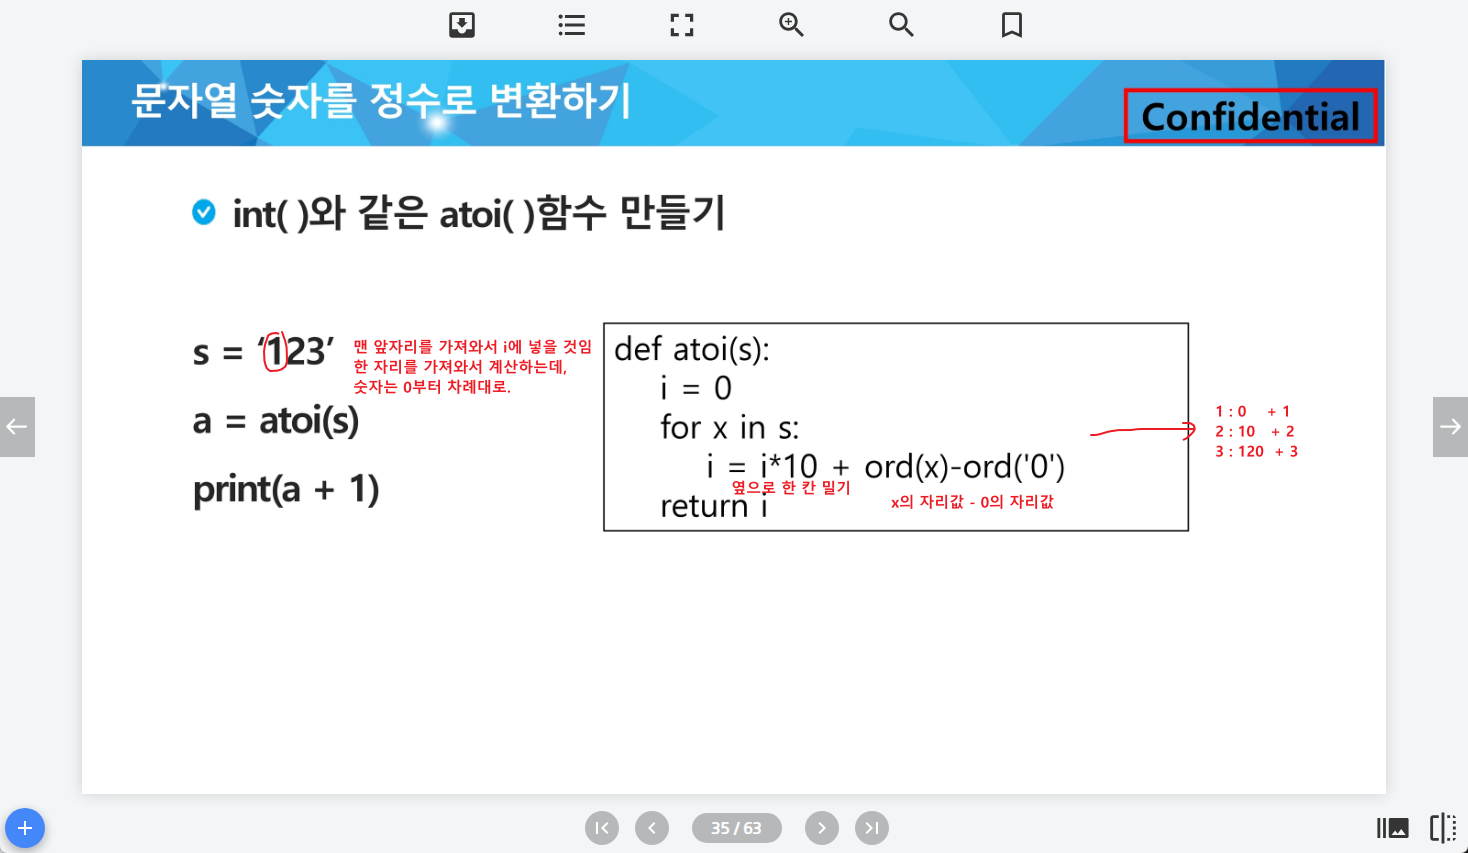 문자열 숫자를 정수로 변환하기
Confidential
int( )와 같은 atoi( )함수 만들기
s = ‘123’
맨 앞자리를 가져와서 i에 넣을 것임
한 자리를 가져와서 계산하는데,
숫자는 0부터 차례대로.
a = atoi(s)
print(a + 1)
def atoi(s):
i = 0
for x in s:
i = i*10 + ord(x)-ord('0')
옆으로 한 칸 밀기
x의 자리값 - 0의 자리값
return i
1 : 0 + 1
2 : 10 + 2
3 : 120 + 3
35 / 63